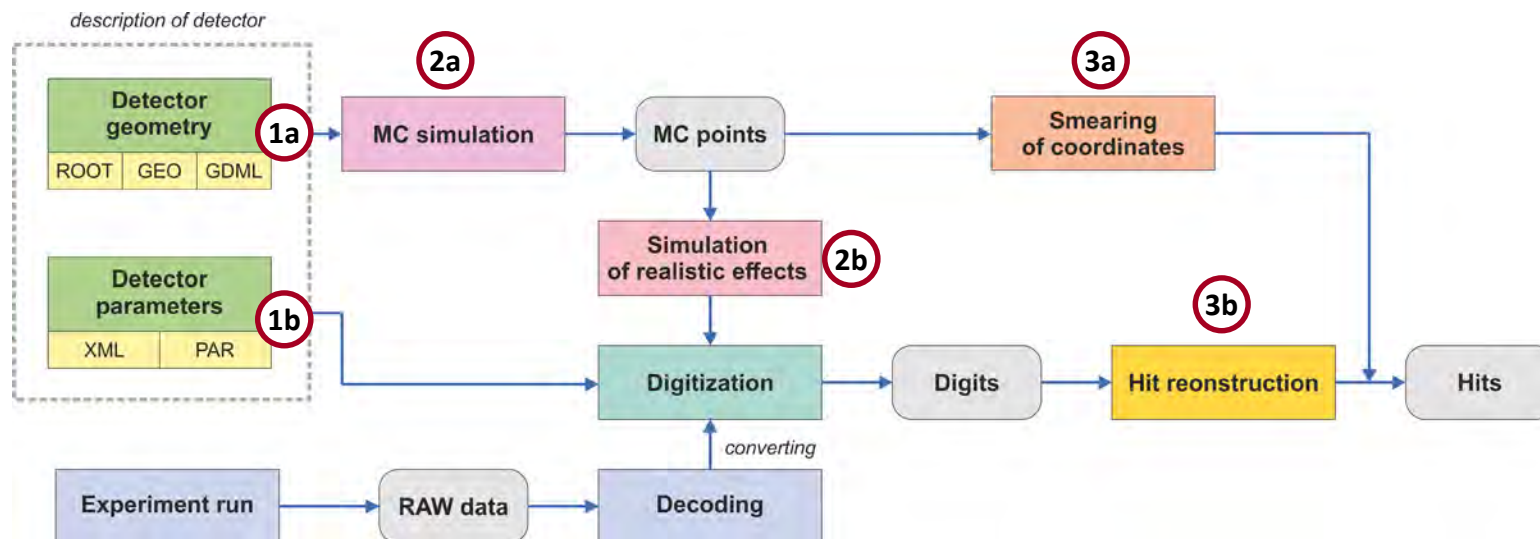 description of detector
2a
3a
Detector
geometry
1a
ROOT
GEO
GDML
MC simulation
MC points
Smearing
of coordinates
Simulation
of realistic effects
2b
Detector
parameters
1b
XML
PAR
3b
Digitization
Digits
Hit reconstruction
Hits
converting
Experiment run
RAW data
Decoding